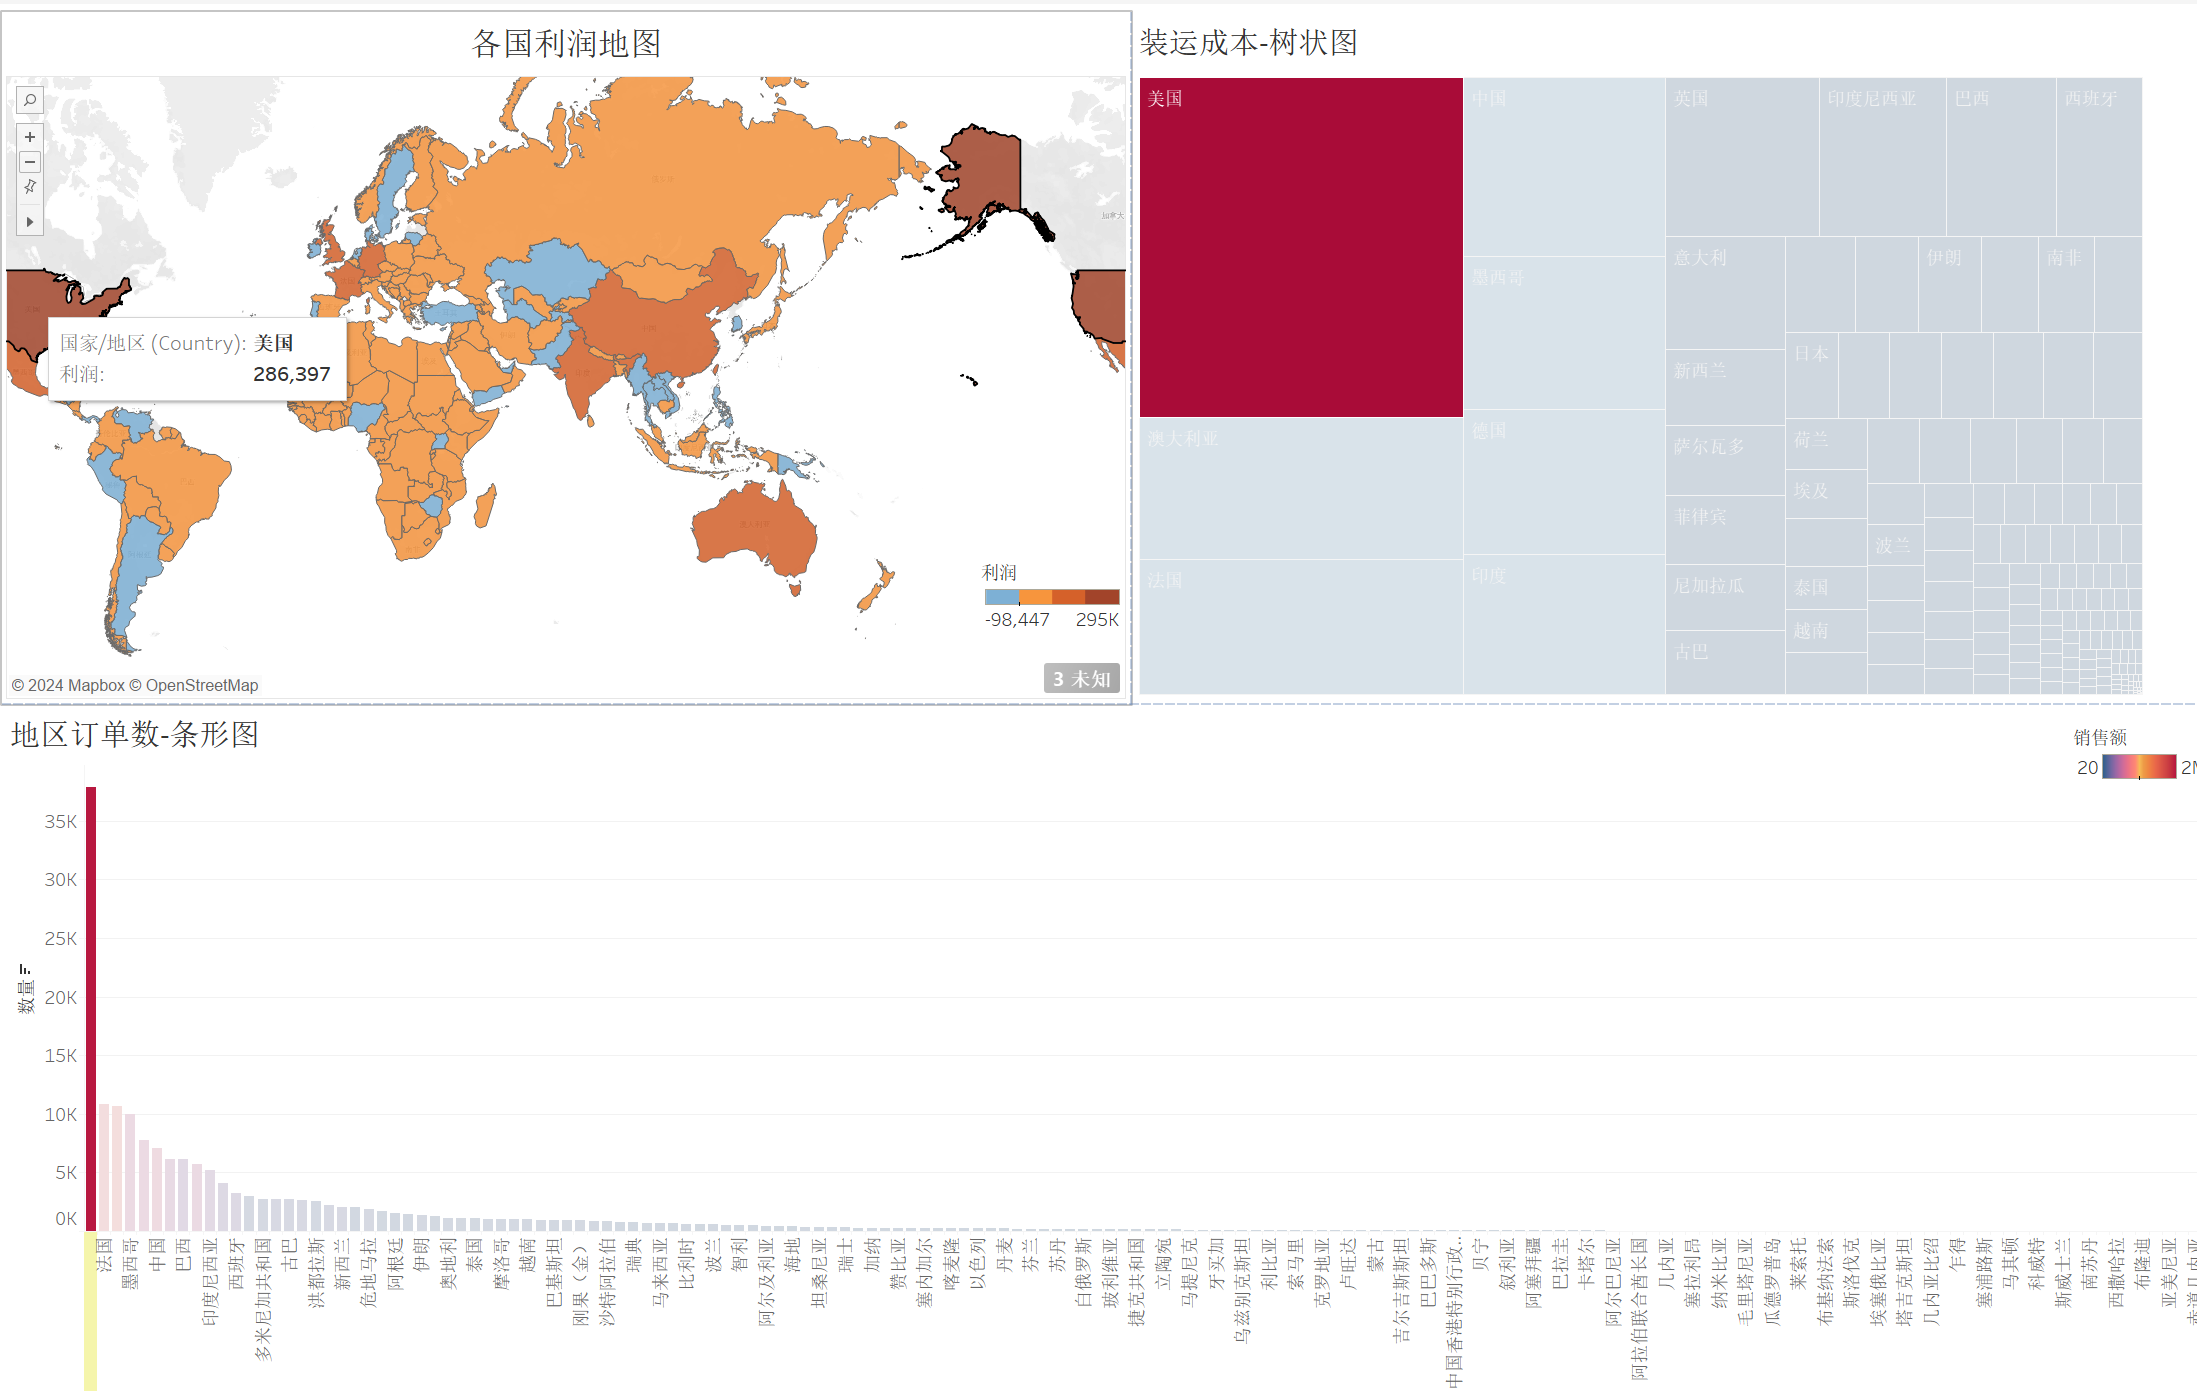 各国利润地图
加拿大
国家/地区 (Country): 美国
利润: 286,397
利润
-98,447 295K
© 2024 Mapbox © OpenStreetMap
3 未知
装运成本-树状图
美国
中国
英国
印度尼西亚
巴西
西班牙
墨西哥
意大利
伊朗
南非
日本
新西兰
澳大利亚
德国
萨尔瓦多
荷兰
埃及
菲律宾
波兰
法国
印度
尼加拉瓜
泰国
越南
古巴
地区订单数-条形图
销售额
20 2M
数量
35K
30K
25K
20K
15K
10K
5K
0K
法国
墨西哥
中国
巴西
印度尼西亚
西班牙
多米尼加共和国
古巴
洪都拉斯
新西兰
危地马拉
阿根廷
伊朗
奥地利
泰国
摩洛哥
越南
巴基斯坦
刚果（金）
沙特阿拉伯
瑞典
马来西亚
比利时
波兰
智利
阿尔及利亚
海地
坦桑尼亚
瑞士
加纳
赞比亚
塞内加尔
喀麦隆
以色列
丹麦
芬兰
苏丹
白俄罗斯
玻利维亚
捷克共和国
立陶宛
马提尼克
牙买加
乌兹别克斯坦
利比亚
索马里
克罗地亚
卢旺达
蒙古
吉尔吉斯斯坦
巴巴多斯
中国香港特别行政..
贝宁
叙利亚
阿塞拜疆
巴拉圭
卡塔尔
阿尔巴尼亚
阿拉伯联合酋长国
几内亚
塞拉利昂
纳米比亚
毛里塔尼亚
瓜德罗普岛
莱索托
布基纳法索
斯洛伐克
埃塞俄比亚
塔吉克斯坦
几内亚比绍
乍得
塞浦路斯
马其顿
科威特
斯威士兰
南苏丹
西撒哈拉
布隆迪
亚美尼亚